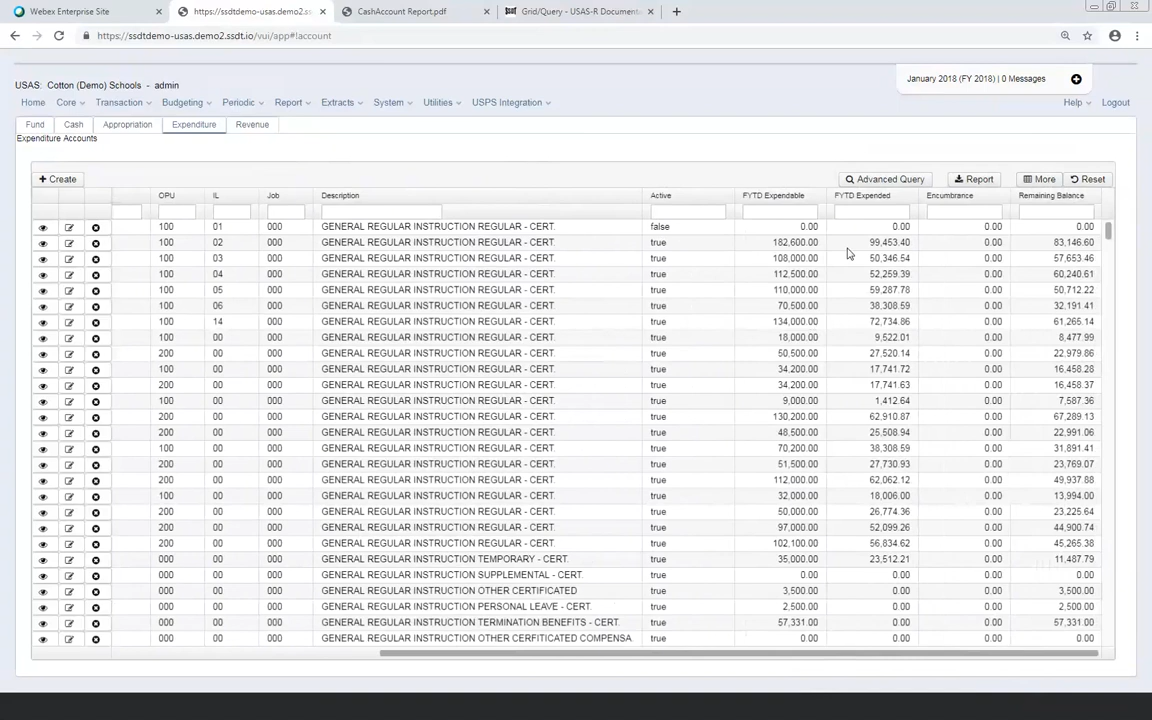 Webex Enterprise Site
https://ssdtdemo-usas.demo2.ss
CashAccount Report.pdf
Grid/Query - USAS-R Documenta
https://ssdtdemo-usas.demo2.ssdt.io/vui/app#!account
January 2018 (FY 2018) | 0 Messages
USAS: Cotton (Demo) Schools - admin
Home Core Transaction Budgeting Periodic Report Extracts System Utilities USPS Integration Help Logout
Fund Cash Appropriation Expenditure Revenue
Expenditure Accounts
+ Create Advanced Query Report More Reset
OPU IL Job Description Active FYTD Expendable FYTD Expended Encumbrance Remaining Balance
100 01 000 GENERAL REGULAR INSTRUCTION REGULAR - CERT. false 0.00 0.00 0.00 0.00
100 02 000 GENERAL REGULAR INSTRUCTION REGULAR - CERT. true 182,600.00 99,453.40 0.00 83,146.60
100 03 000 GENERAL REGULAR INSTRUCTION REGULAR - CERT. true 108,000.00 50,346.54 0.00 57,653.46
100 04 000 GENERAL REGULAR INSTRUCTION REGULAR - CERT. true 112,500.00 52,259.39 0.00 60,240.61
100 05 000 GENERAL REGULAR INSTRUCTION REGULAR - CERT. true 110,000.00 59,287.78 0.00 50,712.22
100 06 000 GENERAL REGULAR INSTRUCTION REGULAR - CERT. true 70,500.00 38,308.59 0.00 32,191.41
100 14 000 GENERAL REGULAR INSTRUCTION REGULAR - CERT. true 134,000.00 72,734.86 0.00 61,265.14
100 00 000 GENERAL REGULAR INSTRUCTION REGULAR - CERT. true 18,000.00 9,522.01 0.00 8,477.99
200 00 000 GENERAL REGULAR INSTRUCTION REGULAR - CERT. true 50,500.00 27,520.14 0.00 22,979.86
100 00 000 GENERAL REGULAR INSTRUCTION REGULAR - CERT. true 34,200.00 17,741.72 0.00 16,458.28
200 00 000 GENERAL REGULAR INSTRUCTION REGULAR - CERT. true 34,200.00 17,741.63 0.00 16,458.37
100 00 000 GENERAL REGULAR INSTRUCTION REGULAR - CERT. true 9,000.00 1,412.64 0.00 7,587.36
200 00 000 GENERAL REGULAR INSTRUCTION REGULAR - CERT. true 130,200.00 62,910.87 0.00 67,289.13
200 00 000 GENERAL REGULAR INSTRUCTION REGULAR - CERT. true 48,500.00 25,508.94 0.00 22,991.06
100 00 000 GENERAL REGULAR INSTRUCTION REGULAR - CERT. true 70,200.00 38,308.59 0.00 31,891.41
200 00 000 GENERAL REGULAR INSTRUCTION REGULAR - CERT. true 51,500.00 27,730.93 0.00 23,769.07
200 00 000 GENERAL REGULAR INSTRUCTION REGULAR - CERT. true 112,000.00 62,062.12 0.00 49,937.88
100 00 000 GENERAL REGULAR INSTRUCTION REGULAR - CERT. true 32,000.00 18,006.00 0.00 13,994.00
200 00 000 GENERAL REGULAR INSTRUCTION REGULAR - CERT. true 50,000.00 26,774.36 0.00 23,225.64
200 00 000 GENERAL REGULAR INSTRUCTION REGULAR - CERT. true 97,000.00 52,099.26 0.00 44,900.74
200 00 000 GENERAL REGULAR INSTRUCTION REGULAR - CERT. true 102,100.00 56,834.62 0.00 45,265.38
000 00 000 GENERAL REGULAR INSTRUCTION TEMPORARY - CERT. true 35,000.00 23,512.21 0.00 11,487.79
000 00 000 GENERAL REGULAR INSTRUCTION SUPPLEMENTAL - CERT. true 0.00 0.00 0.00 0.00
000 00 000 GENERAL REGULAR INSTRUCTION OTHER CERTIFICATED true 3,500.00 0.00 0.00 3,500.00
000 00 000 GENERAL REGULAR INSTRUCTION PERSONAL LEAVE - CERT. true 2,500.00 0.00 0.00 2,500.00
000 00 000 GENERAL REGULAR INSTRUCTION TERMINATION BENEFITS - CERT. true 57,331.00 0.00 0.00 57,331.00
000 00 000 GENERAL REGULAR INSTRUCTION OTHER CERFITICATED COMPENSA true 0.00 0.00 0.00 0.00